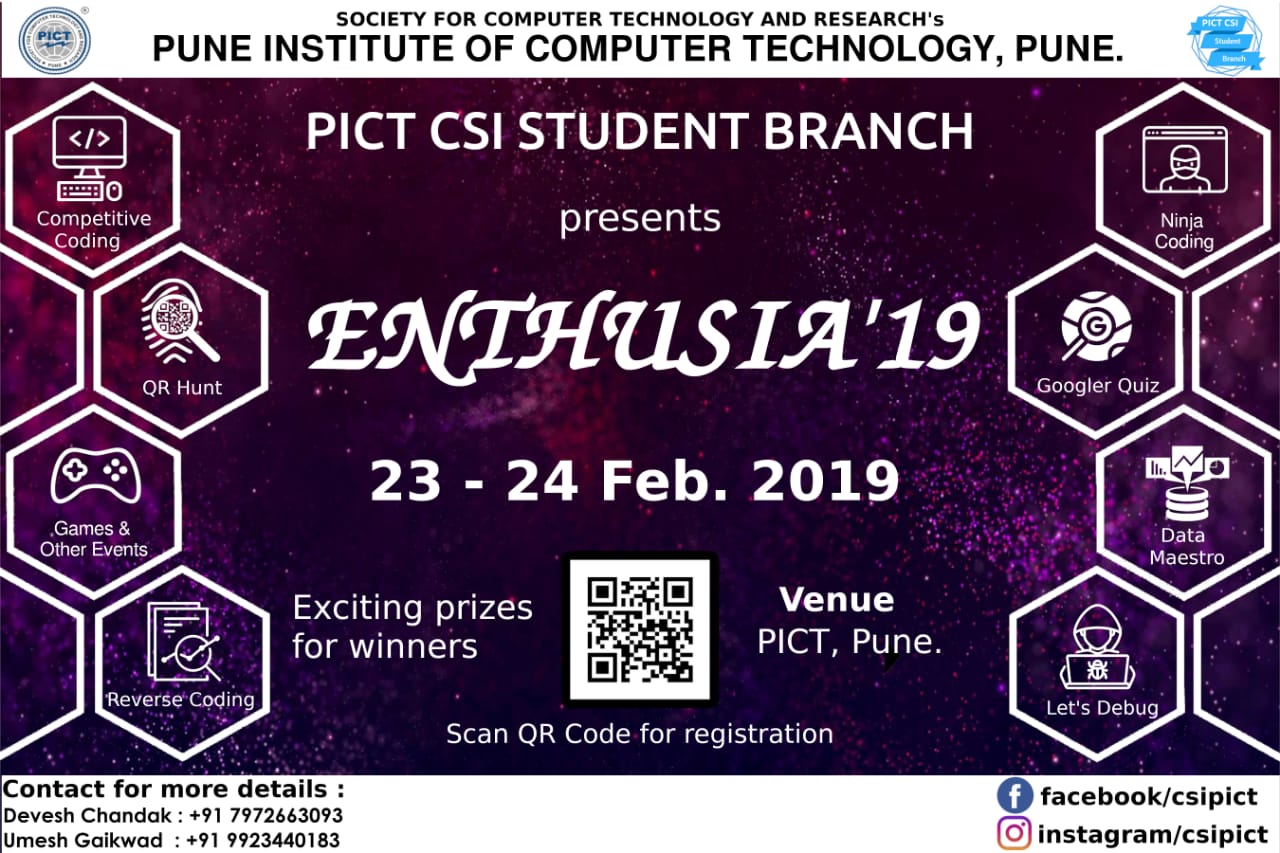 SOCIETY FOR COMPUTER TECHNOLOGY AND RESEARCH's
PUNE INSTITUTE OF COMPUTER TECHNOLOGY, PUNE.
PICT
PICT CSI
Student
Branch
PICT CSI STUDENT BRANCH
presents
ENTHUSIA'19
23 - 24 Feb. 2019
</>
Competitive
Coding
QR Hunt
Games &
Other Events
Reverse Coding
Ninja
Coding
G
Googler Quiz
Data
Maestro
Let's Debug
Exciting prizes
for winners
Venue
PICT, Pune.
Scan QR Code for registration
Contact for more details :
Devesh Chandak : +91 7972663093
Umesh Gaikwad : +91 9923440183
facebook/csipict
instagram/csipict